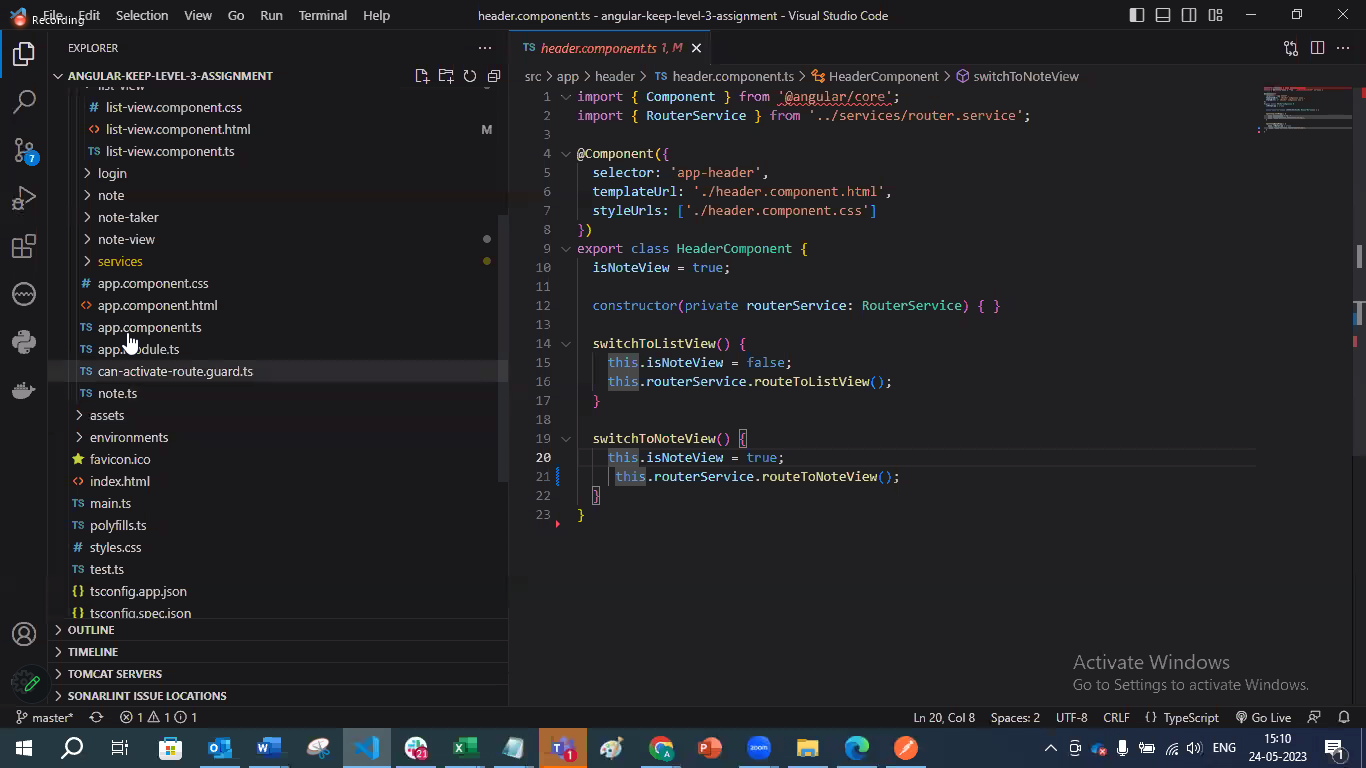 Recording
File Edit Selection View Go Run Terminal Help
header.component.ts - angular-keep-level-3-assignment - Visual Studio Code
EXPLORER
ANGULAR-KEEP-LEVEL-3-ASSIGNMENT
list-view
list-view.component.css
list-view.component.html M
list-view.component.ts
login
note
note-taker
note-view
services
app.component.css
app.component.html
app.component.ts
app.module.ts
can-activate-route.guard.ts
note.ts
assets
environments
favicon.ico
index.html
main.ts
polyfills.ts
styles.css
test.ts
tsconfig.app.json
tsconfig.spec.json
OUTLINE
TIMELINE
TOMCAT SERVERS
SONARLINT ISSUE LOCATIONS
7
TS header.component.ts 1, M
src > app > header > TS header.component.ts > HeaderComponent > switchToNoteView
1 import { Component } from '@angular/core';
2 import { RouterService } from '../services/router.service';
3
4 @Component({
5 selector: 'app-header',
6 templateUrl: './header.component.html',
7 styleUrls: ['./header.component.css']
8 })
9 export class HeaderComponent {
10 isNoteView = true;
11
12 constructor(private routerService: RouterService) { }
13
14 switchToListView() {
15 this.isNoteView = false;
16 this.routerService.routeToListView();
17 }
18
19 switchToNoteView() {
20 this.isNoteView = true;
21 this.routerService.routeToNoteView();
22 }
23 }
Activate Windows
Go to Settings to activate Windows.
master* 1 1 1
Ln 20, Col 8 Spaces: 2 UTF-8 CRLF {} TypeScript Go Live
21
1
zoom
ENG
15:10
24-05-2023
1